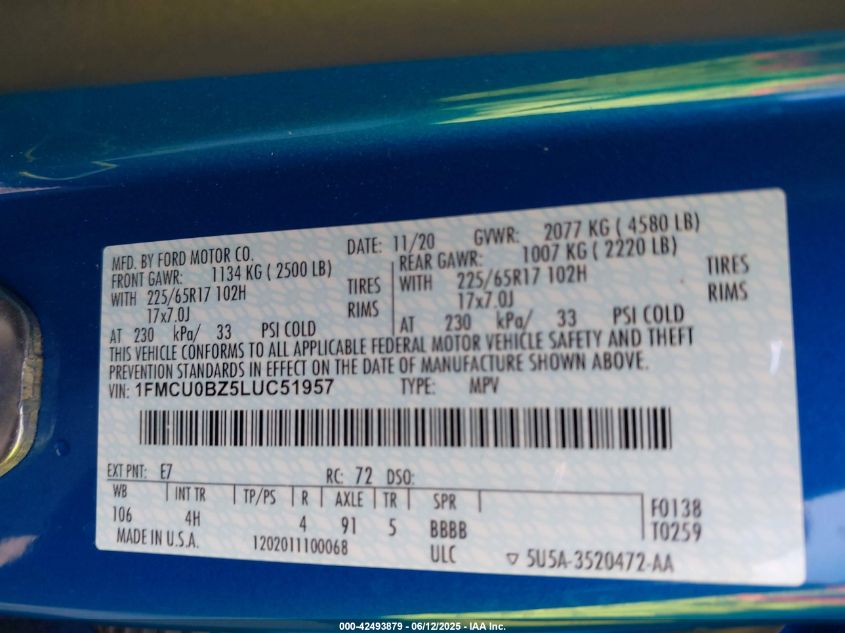 MFD. BY FORD MOTOR CO. DATE: 11/20 GVWR: 2077 KG ( 4580 LB)
FRONT GAWR: 1134 KG ( 2500 LB) REAR GAWR: 1007 KG ( 2220 LB)
WITH 225/65R17 102H TIRES WITH 225/65R17 102H TIRES
17x7.0J RIMS 17x7.0J RIMS
AT 230 kPa/ 33 PSI COLD AT 230 kPa/ 33 PSI COLD
THIS VEHICLE CONFORMS TO ALL APPLICABLE FEDERAL MOTOR VEHICLE SAFETY AND THEFT
PREVENTION STANDARDS IN EFFECT ON THE DATE OF MANUFACTURE SHOWN ABOVE.
VIN: 1FMCU0BZ5LUC51957 TYPE: MPV
EXT PNT: E7 RC: 72 DSO:
WB INT TR TP/PS R AXLE TR SPR F0138
106 4H 4 91 5 BBBB T0259
MADE IN U.S.A. 1202011100068 ULC 5U5A-3520472-AA
000-42493879 - 06/12/2025 - IAA Inc.